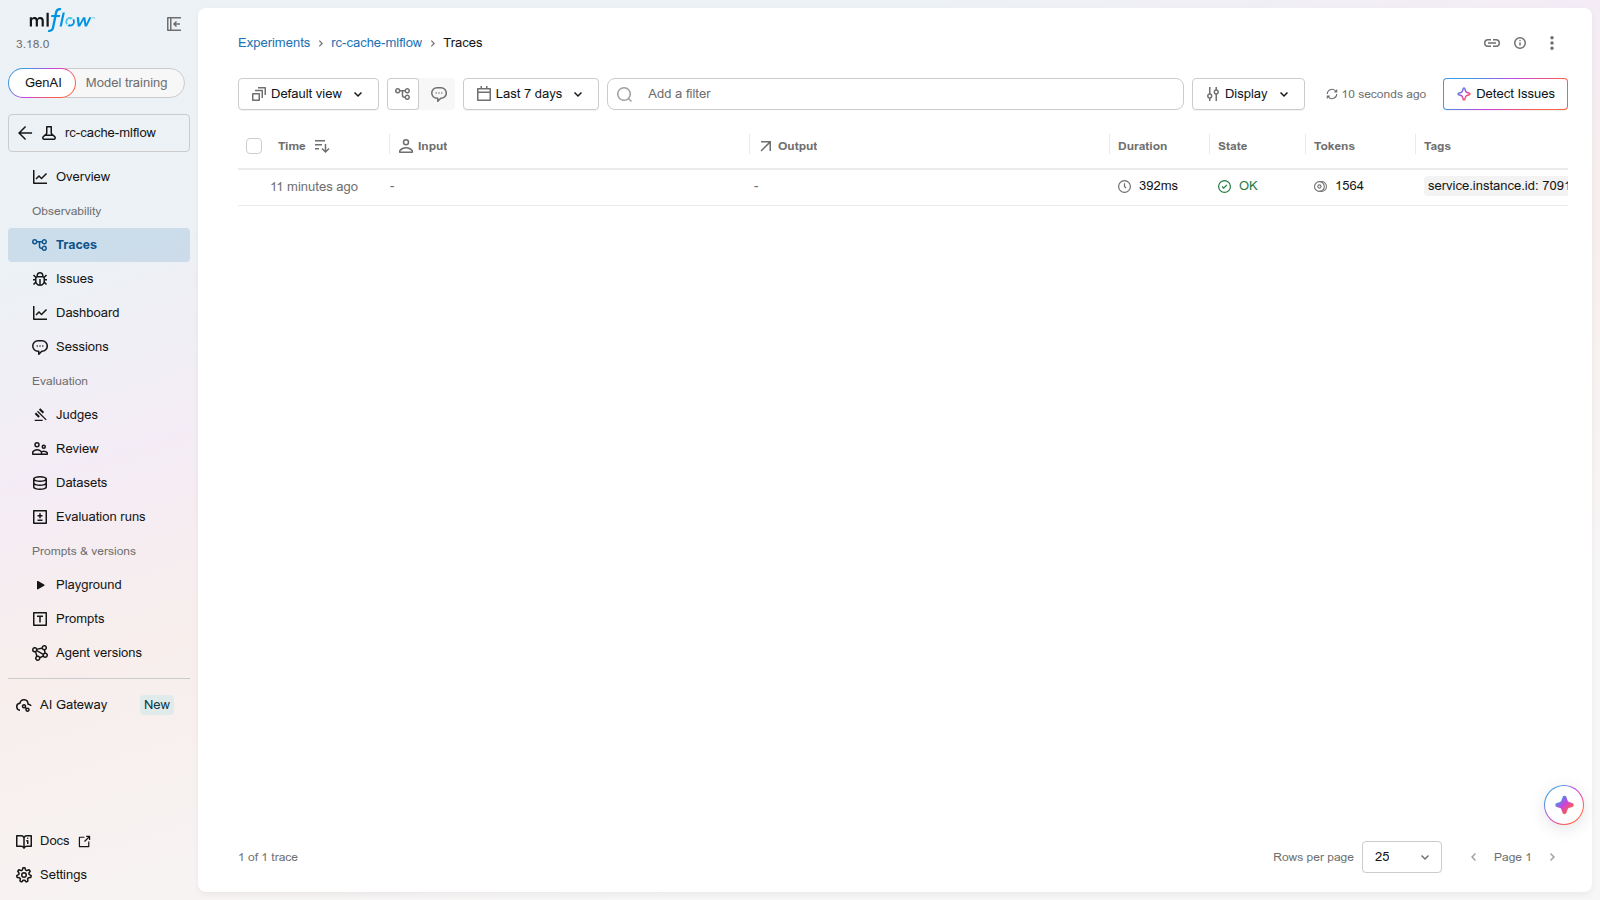 mlflow
3.18.0
GenAI Model training
rc-cache-mlflow
Overview
Observability
Traces
Issues
Dashboard
Sessions
Evaluation
Judges
Review
Datasets
Evaluation runs
Prompts & versions
Playground
Prompts
Agent versions
AI Gateway New
Docs
Settings
Experiments › rc-cache-mlflow › Traces
Default view Last 7 days Add a filter Display 10 seconds ago Detect Issues
Time Input Output Duration State Tokens Tags
11 minutes ago - - 392ms OK 1564 service.instance.id: 7091
1 of 1 trace Rows per page 25 Page 1